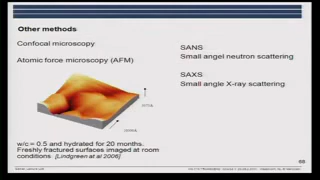 Other methods
Confocal microscopy
Atomic force microscopy (AFM)
SANS
Small angel neutron scattering
SAXS
Small angle X-ray scattering
w/c = 0.5 and hydrated for 20 months.
Freshly fractured surfaces imaged at room
conditions. [Lindgreen at al 2006]